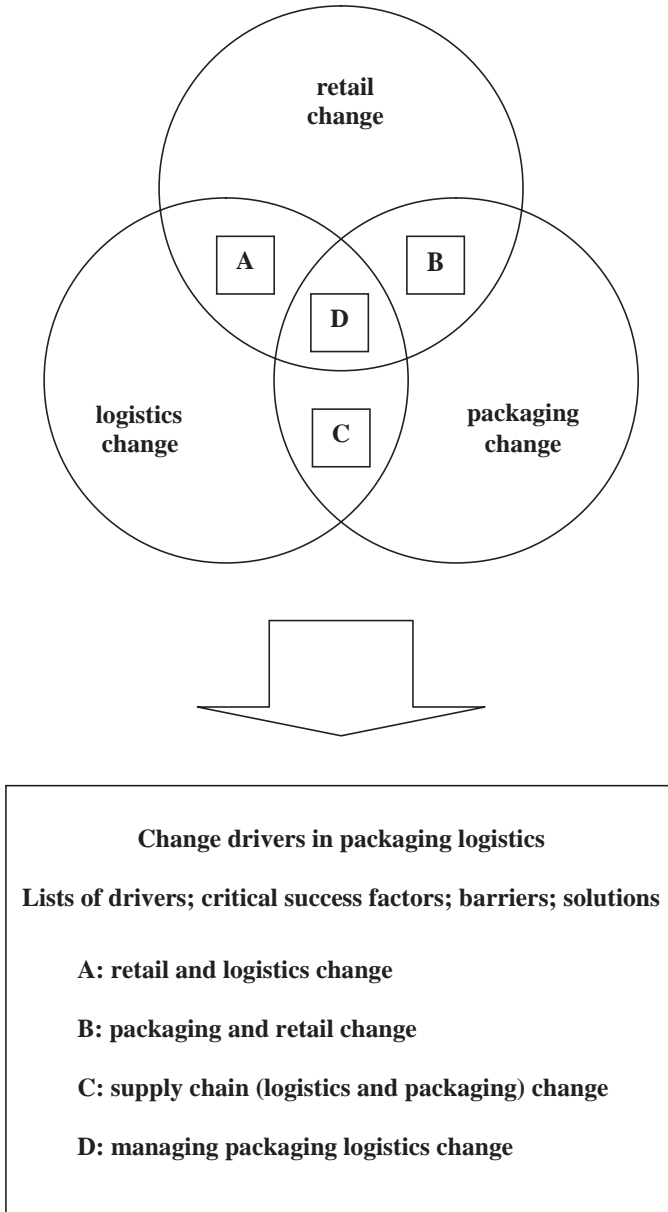 retail
change
A
B
D
logistics
change
packaging
change
C
Change drivers in packaging logistics
Lists of drivers; critical success factors; barriers; solutions
A: retail and logistics change
B: packaging and retail change
C: supply chain (logistics and packaging) change
D: managing packaging logistics change